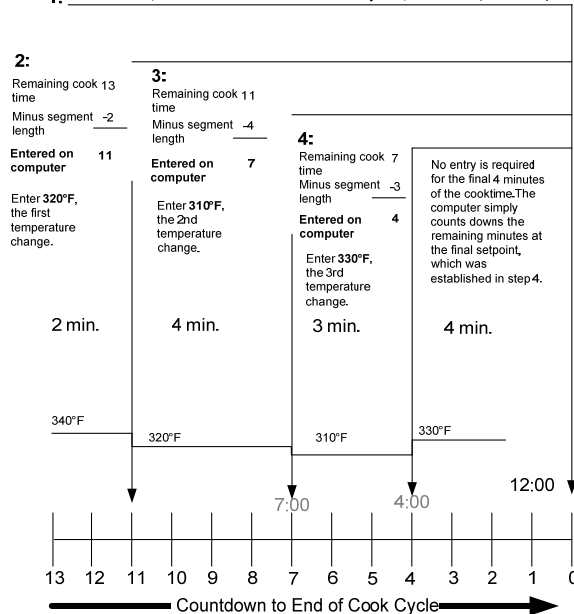 1:
2:
Remaining cook 13
time
Minus segment -2
length
Entered on 11
computer
Enter 320°F,
the first
temperature
change.
2 min.
3:
Remaining cook 11
time
Minus segment -4
length
Entered on 7
computer
Enter 310°F,
the 2nd
temperature
change.
4 min.
4:
Remaining cook 7
time
Minus segment -3
length
Entered on 4
computer
Enter 330°F,
the 3rd
temperature
change.
3 min.
No entry is required
for the final 4 minutes
of the cooktime.The
computer simply
counts downs the
remaining minutes at
the final setpoint,
which was
established in step 4.
4 min.
340°F
320°F
310°F
330°F
7:00
4:00
12:00
13 12 11 10 9 8 7 6 5 4 3 2 1 0
Countdown to End of Cook Cycle